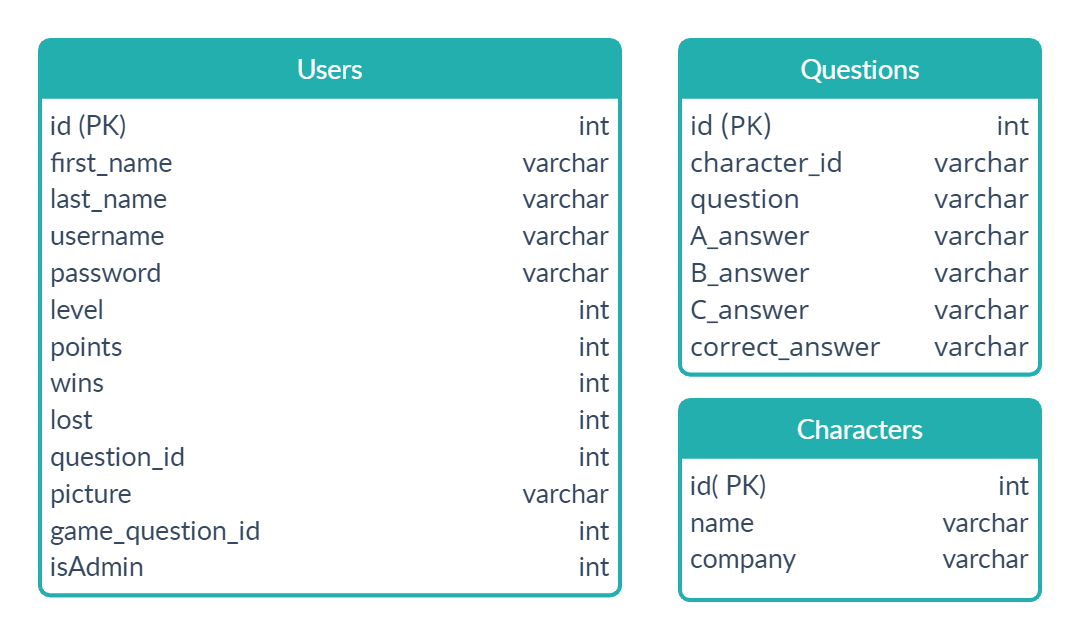 Users
id (PK) int
first_name varchar
last_name varchar
username varchar
password varchar
level int
points int
wins int
lost int
question_id int
picture varchar
game_question_id int
isAdmin int
Questions
id (PK) int
character_id varchar
question varchar
A_answer varchar
B_answer varchar
C_answer varchar
correct_answer varchar
Characters
id( PK) int
name varchar
company varchar